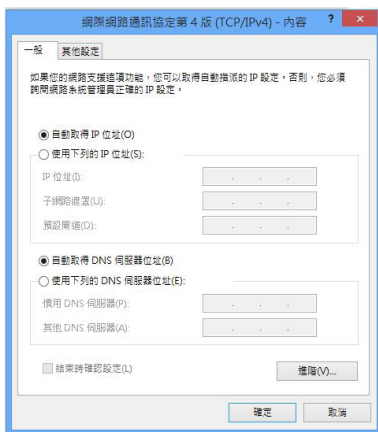 網際網路通訊協定第 4 版 (TCP/IPv4) - 內容
一般 其他設定
如果您的網路支援這項功能，您可以取得自動指派的 IP 設定。否則，您必須
詢問網路系統管理員正確的 IP 設定。
自動取得 IP 位址(O)
使用下列的 IP 位址(S):
IP 位址(I):
子網路遮罩(U):
預設閘道(D):
自動取得 DNS 伺服器位址(B)
使用下列的 DNS 伺服器位址(E):
慣用 DNS 伺服器(P):
其他 DNS 伺服器(A):
結束時確認設定(L)
進階(V)...
確定 取消